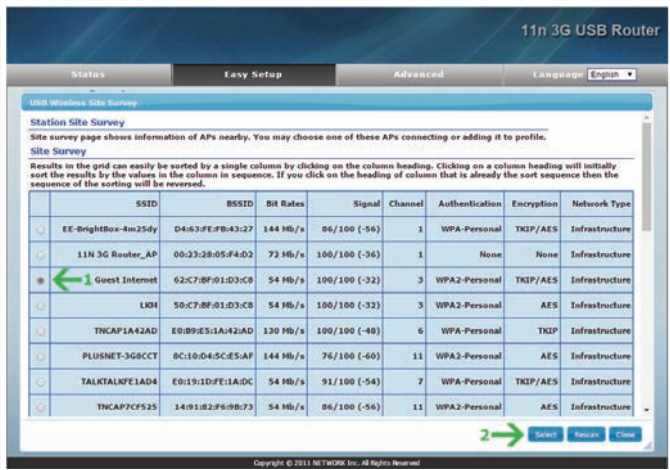 11n 3G USB Router
Status Easy Setup Advanced Language English
USB Wireless Site Survey
Station Site Survey
Site survey page shows information of APs nearby. You may choose one of these APs connecting or adding it to profile.
Site Survey
Results in the grid can easily be sorted by a single column by clicking on the column heading. Clicking on a column heading will initially
sort the results by the values in the column in sequence. If you click on the heading of column that is already the sort sequence then the
sequence of the sorting will be reversed.
SSID BSSID Bit Rates Signal Channel Authentication Encryption Network Type
EE-BrightBox-4m25dy D4:63:FE:FB:43:27 144 Mb/s 86/100 (-56) 1 WPA-Personal TKIP/AES Infrastructure
11N 3G Router_AP 00:23:28:05:F4:D2 72 Mb/s 100/100 (-36) 1 None None Infrastructure
1 Guest Internet 62:C7:BF:01:D3:C8 54 Mb/s 100/100 (-32) 3 WPA2-Personal TKIP/AES Infrastructure
LKM 50:C7:BF:01:D3:C8 54 Mb/s 100/100 (-32) 3 WPA2-Personal AES Infrastructure
TNCAP1A42AD E0:B9:E5:1A:42:AD 130 Mb/s 100/100 (-48) 6 WPA-Personal TKIP Infrastructure
PLUSNET-3G8CCT 8C:10:D4:5C:E5:AF 144 Mb/s 76/100 (-60) 11 WPA2-Personal AES Infrastructure
TALKTALKFE1AD4 E0:19:1D:FE:1A:DC 54 Mb/s 91/100 (-54) 7 WPA-Personal TKIP/AES Infrastructure
TNCAP7CF525 14:91:82:F6:9B:73 54 Mb/s 86/100 (-56) 11 WPA2-Personal AES Infrastructure
2 Select Rescan Close
Copyright © 2011 NETWORK Inc. All Rights Reserved